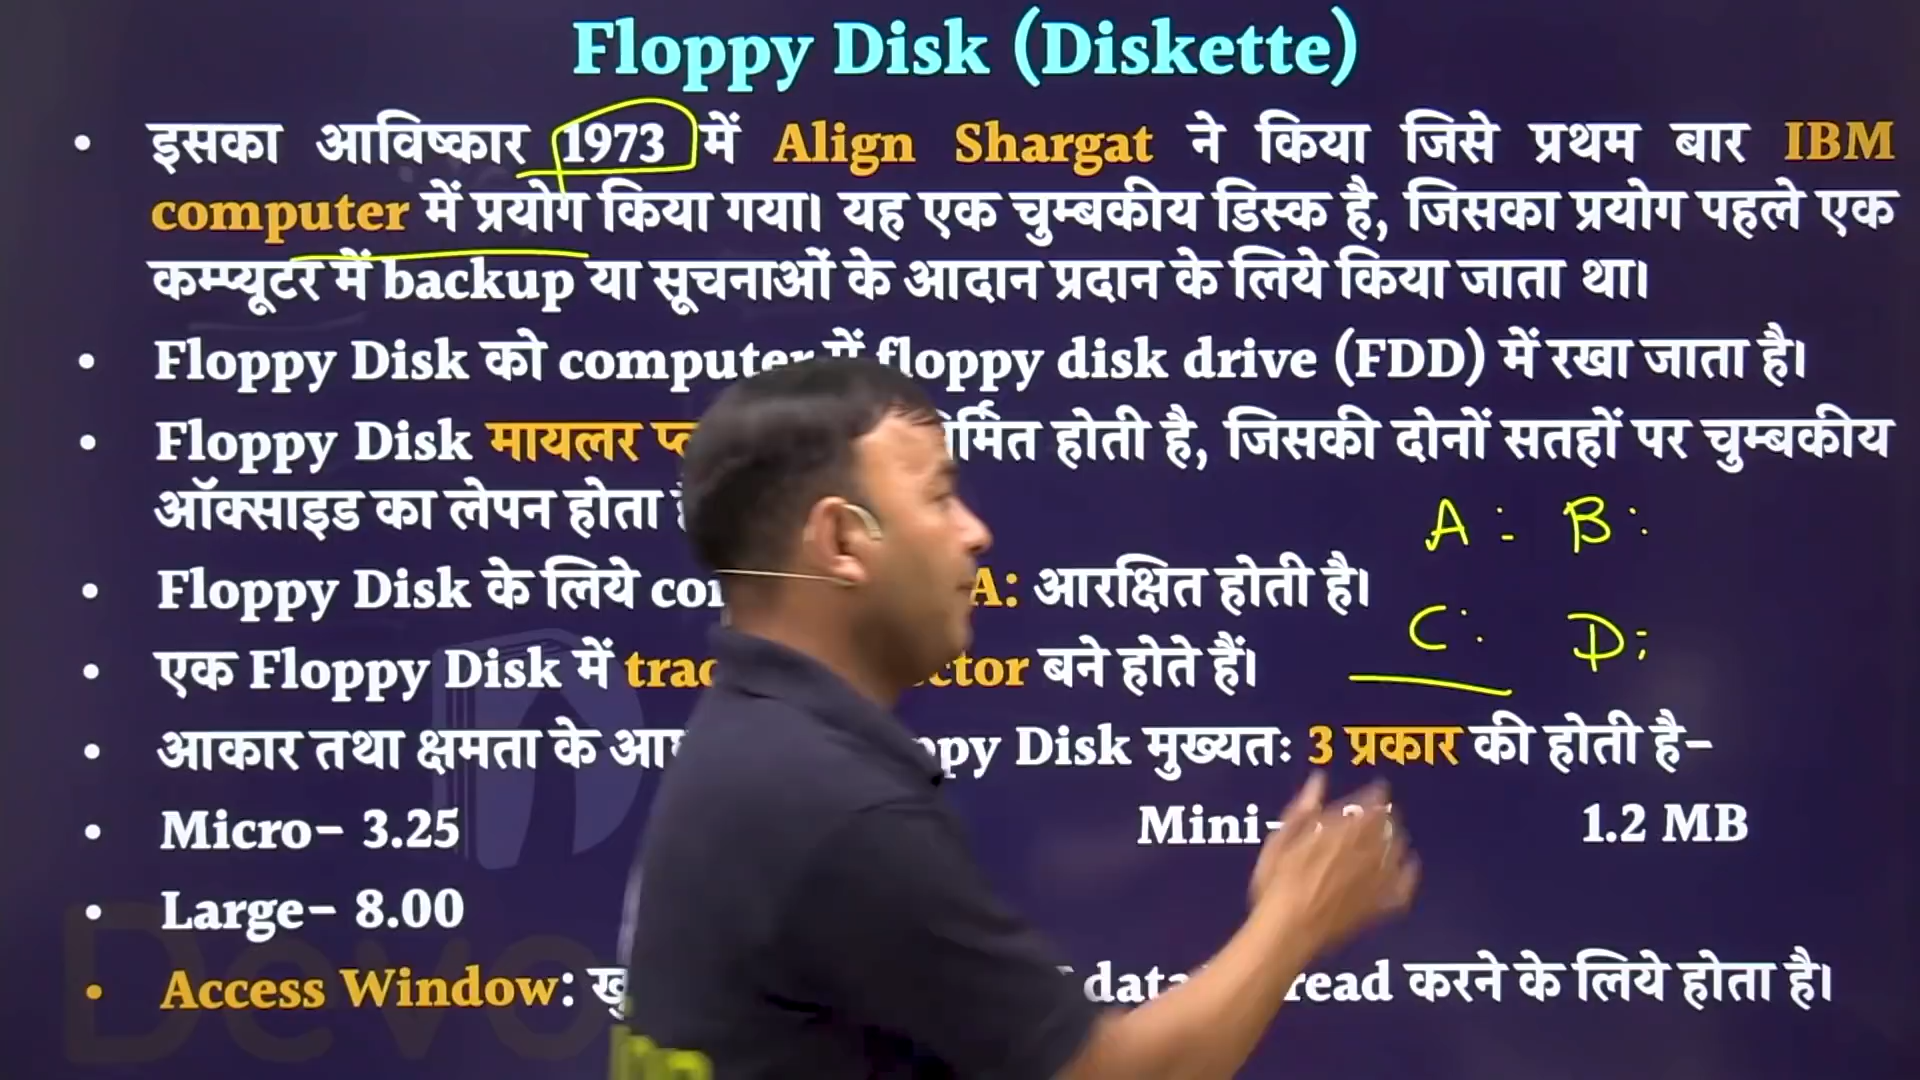 Floppy Disk (Diskette)
• इसका आविष्कार 1973 में Align Shargat ने किया जिसे प्रथम बार IBM
computer में प्रयोग किया गया। यह एक चुम्बकीय डिस्क है, जिसका प्रयोग पहले एक
कम्प्यूटर में backup या सूचनाओं के आदान प्रदान के लिये किया जाता था।
• Floppy Disk को computer में floppy disk drive (FDD) में रखा जाता है।
• Floppy Disk मायलर होती है, जिसकी दोनों सतहों पर चुम्बकीय
ऑक्साइड का लेपन होता
A: B:
• Floppy Disk के लिये A: आरक्षित होती है।
C: D:
• एक Floppy Disk में बने होते हैं।
• आकार तथा क्षमता के Disk मुख्यतः 3 प्रकार की होती है-
• Micro- 3.25 Mini- 1.2 MB
• Large- 8.00
• Access Window: read करने के लिये होता है।